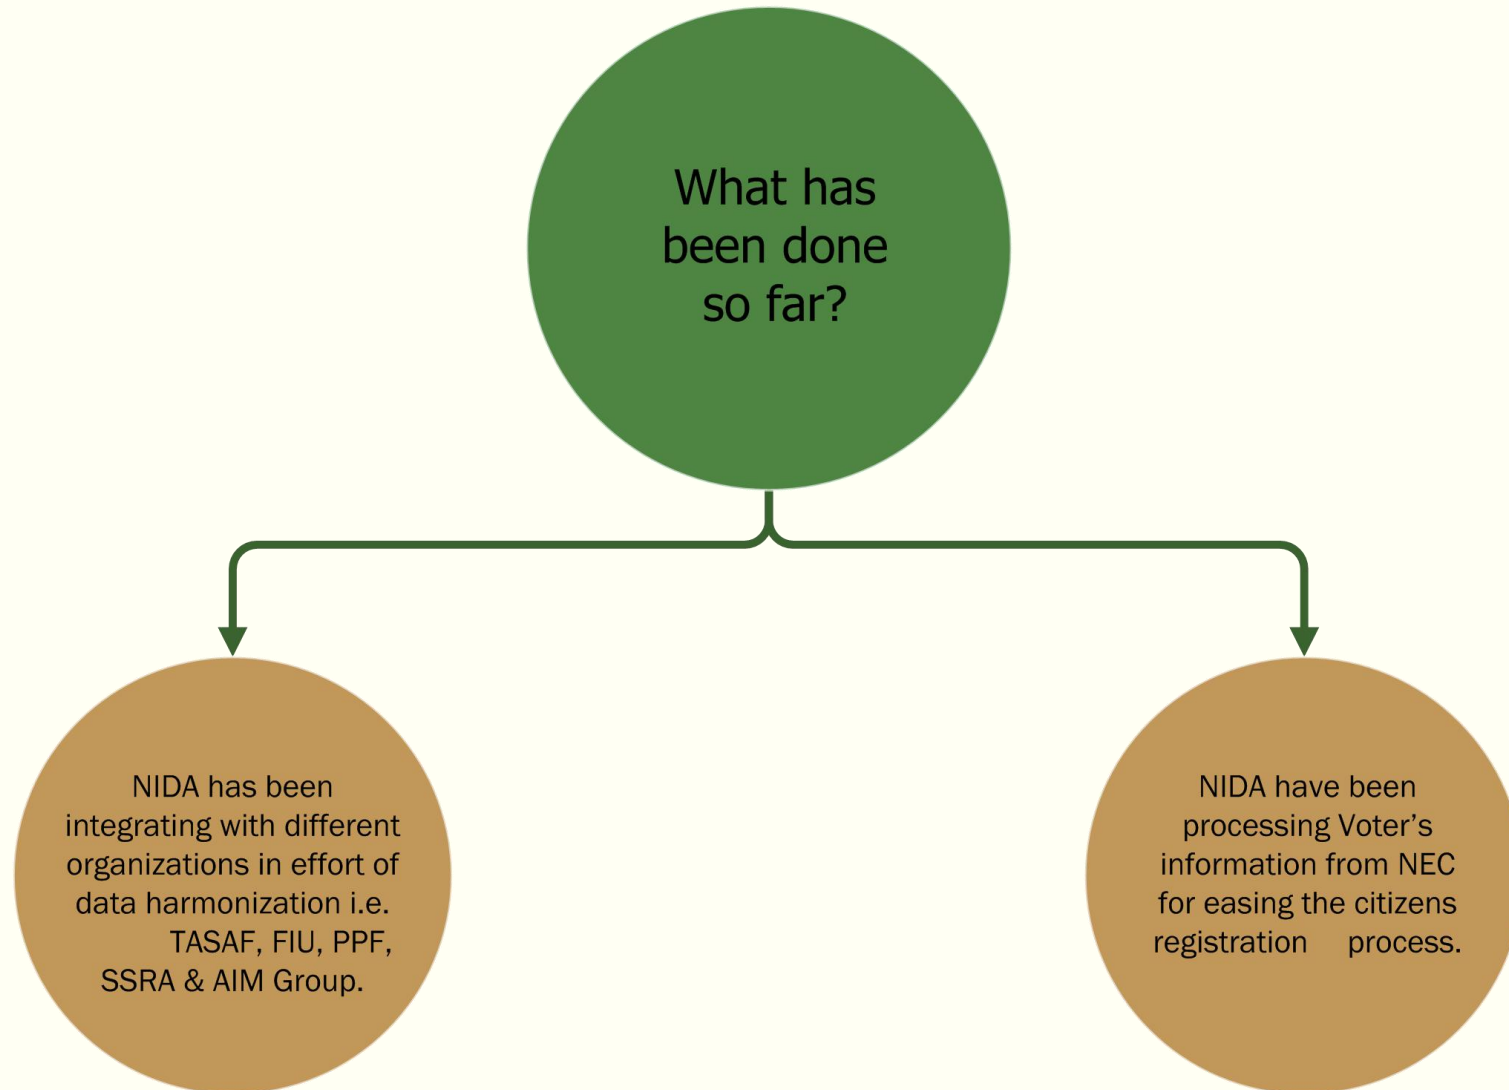 What has
been done
so far?
NIDA has been
integrating with different
organizations in effort of
data harmonization i.e.
TASAF, FIU, PPF,
SSRA & AIM Group.
NIDA have been
processing Voter’s
information from NEC
for easing the citizens
registration process.